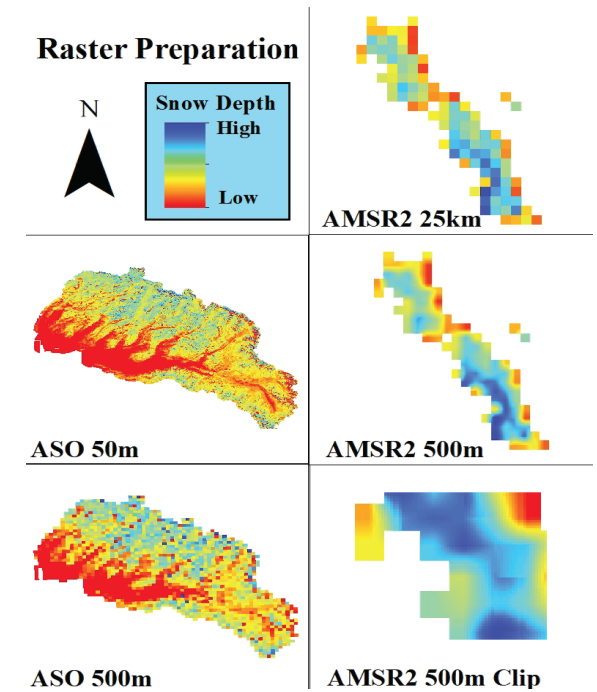 Raster Preparation
N
Snow Depth
High
Low
AMSR2 25km
ASO 50m
AMSR2 500m
ASO 500m
AMSR2 500m Clip